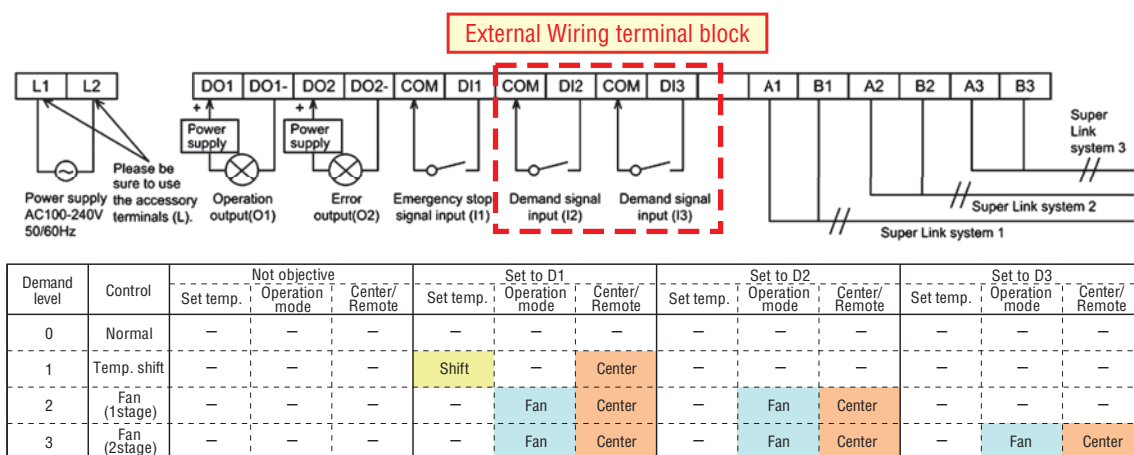 External Wiring terminal block
L1 L2 DO1 DO1- DO2 DO2- COM DI1 COM DI2 COM DI3 A1 B1 A2 B2 A3 B3
+ +
Power supply
Power supply
Please be
sure to use
the accessory
terminals (L).
Power supply
AC100-240V
50/60Hz
Operation
output(O1)
Error
output(O2)
Emergency stop
signal input (I1)
Demand signal
input (I2)
Demand signal
input (I3)
Super
Link
system 3
Super Link system 2
Super Link system 1
Demand level Control Not objective Set to D1 Set to D2 Set to D3
Set temp. Operation mode Center/Remote Set temp. Operation mode Center/Remote Set temp. Operation mode Center/Remote Set temp. Operation mode Center/Remote
0 Normal – – – – – – – – – – – –
1 Temp. shift – – – Shift – Center – – – – – –
2 Fan (1stage) – – – – Fan Center – Fan Center – – –
3 Fan (2stage) – – – – Fan Center – Fan Center – Fan Center